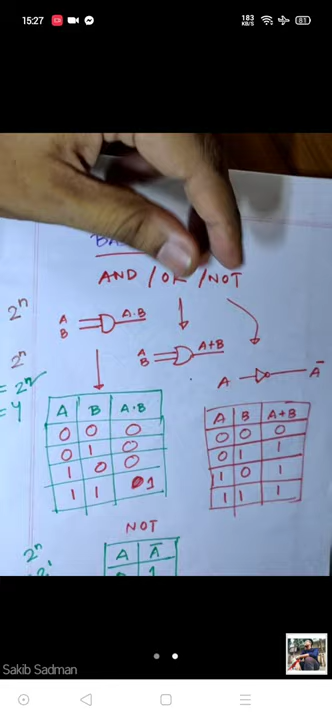 15:27
183 KB/S
81
AND / OR / NOT
2ⁿ
A
B
A·B
2ⁿ
A
B
A+B
= 2ⁿ
A
Ā
= 4
A B A·B
0 0 0
0 1 0
1 0 0
1 1 1
A B A+B
0 0 0
0 1 1
1 0 1
1 1 1
NOT
2ⁿ
A Ā
Sakib Sadman